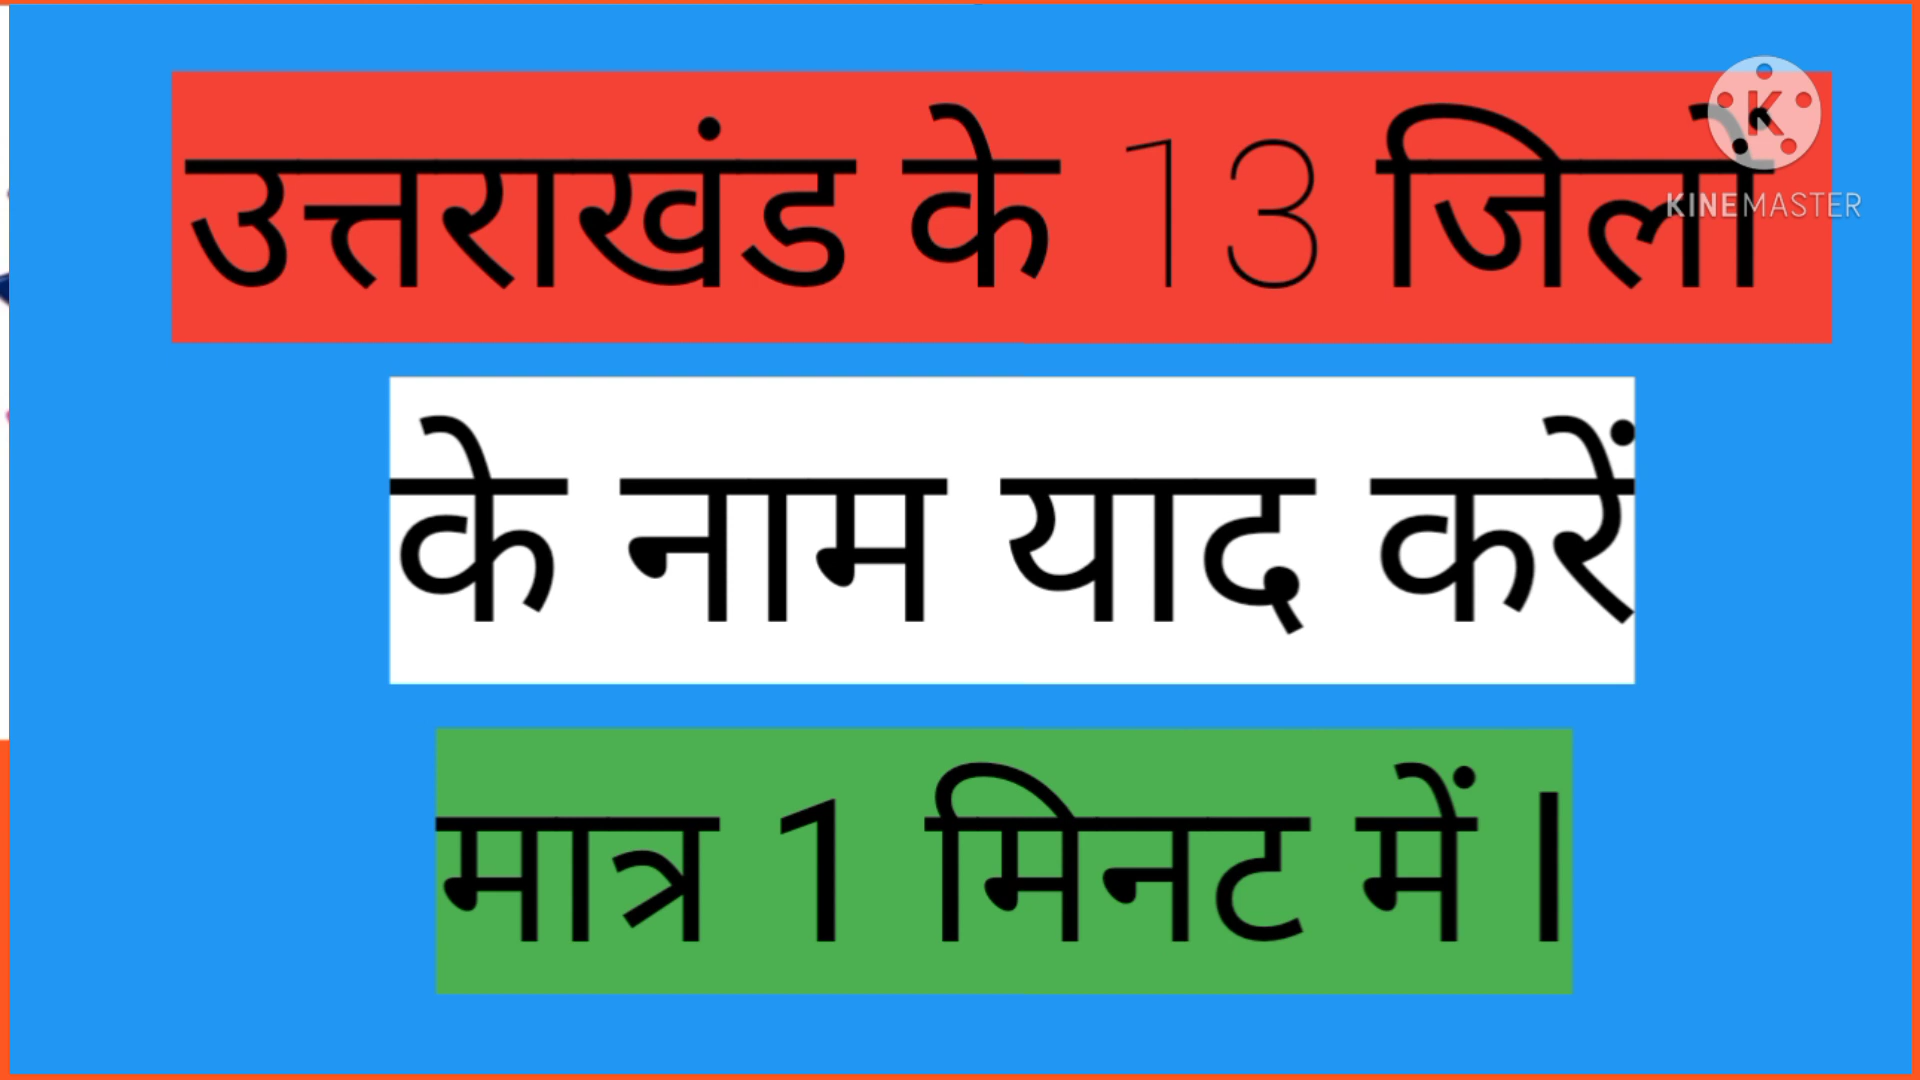 उत्तराखंड के 13 जिलों
KINEMASTER
के नाम याद करें
मात्र 1 मिनट में l